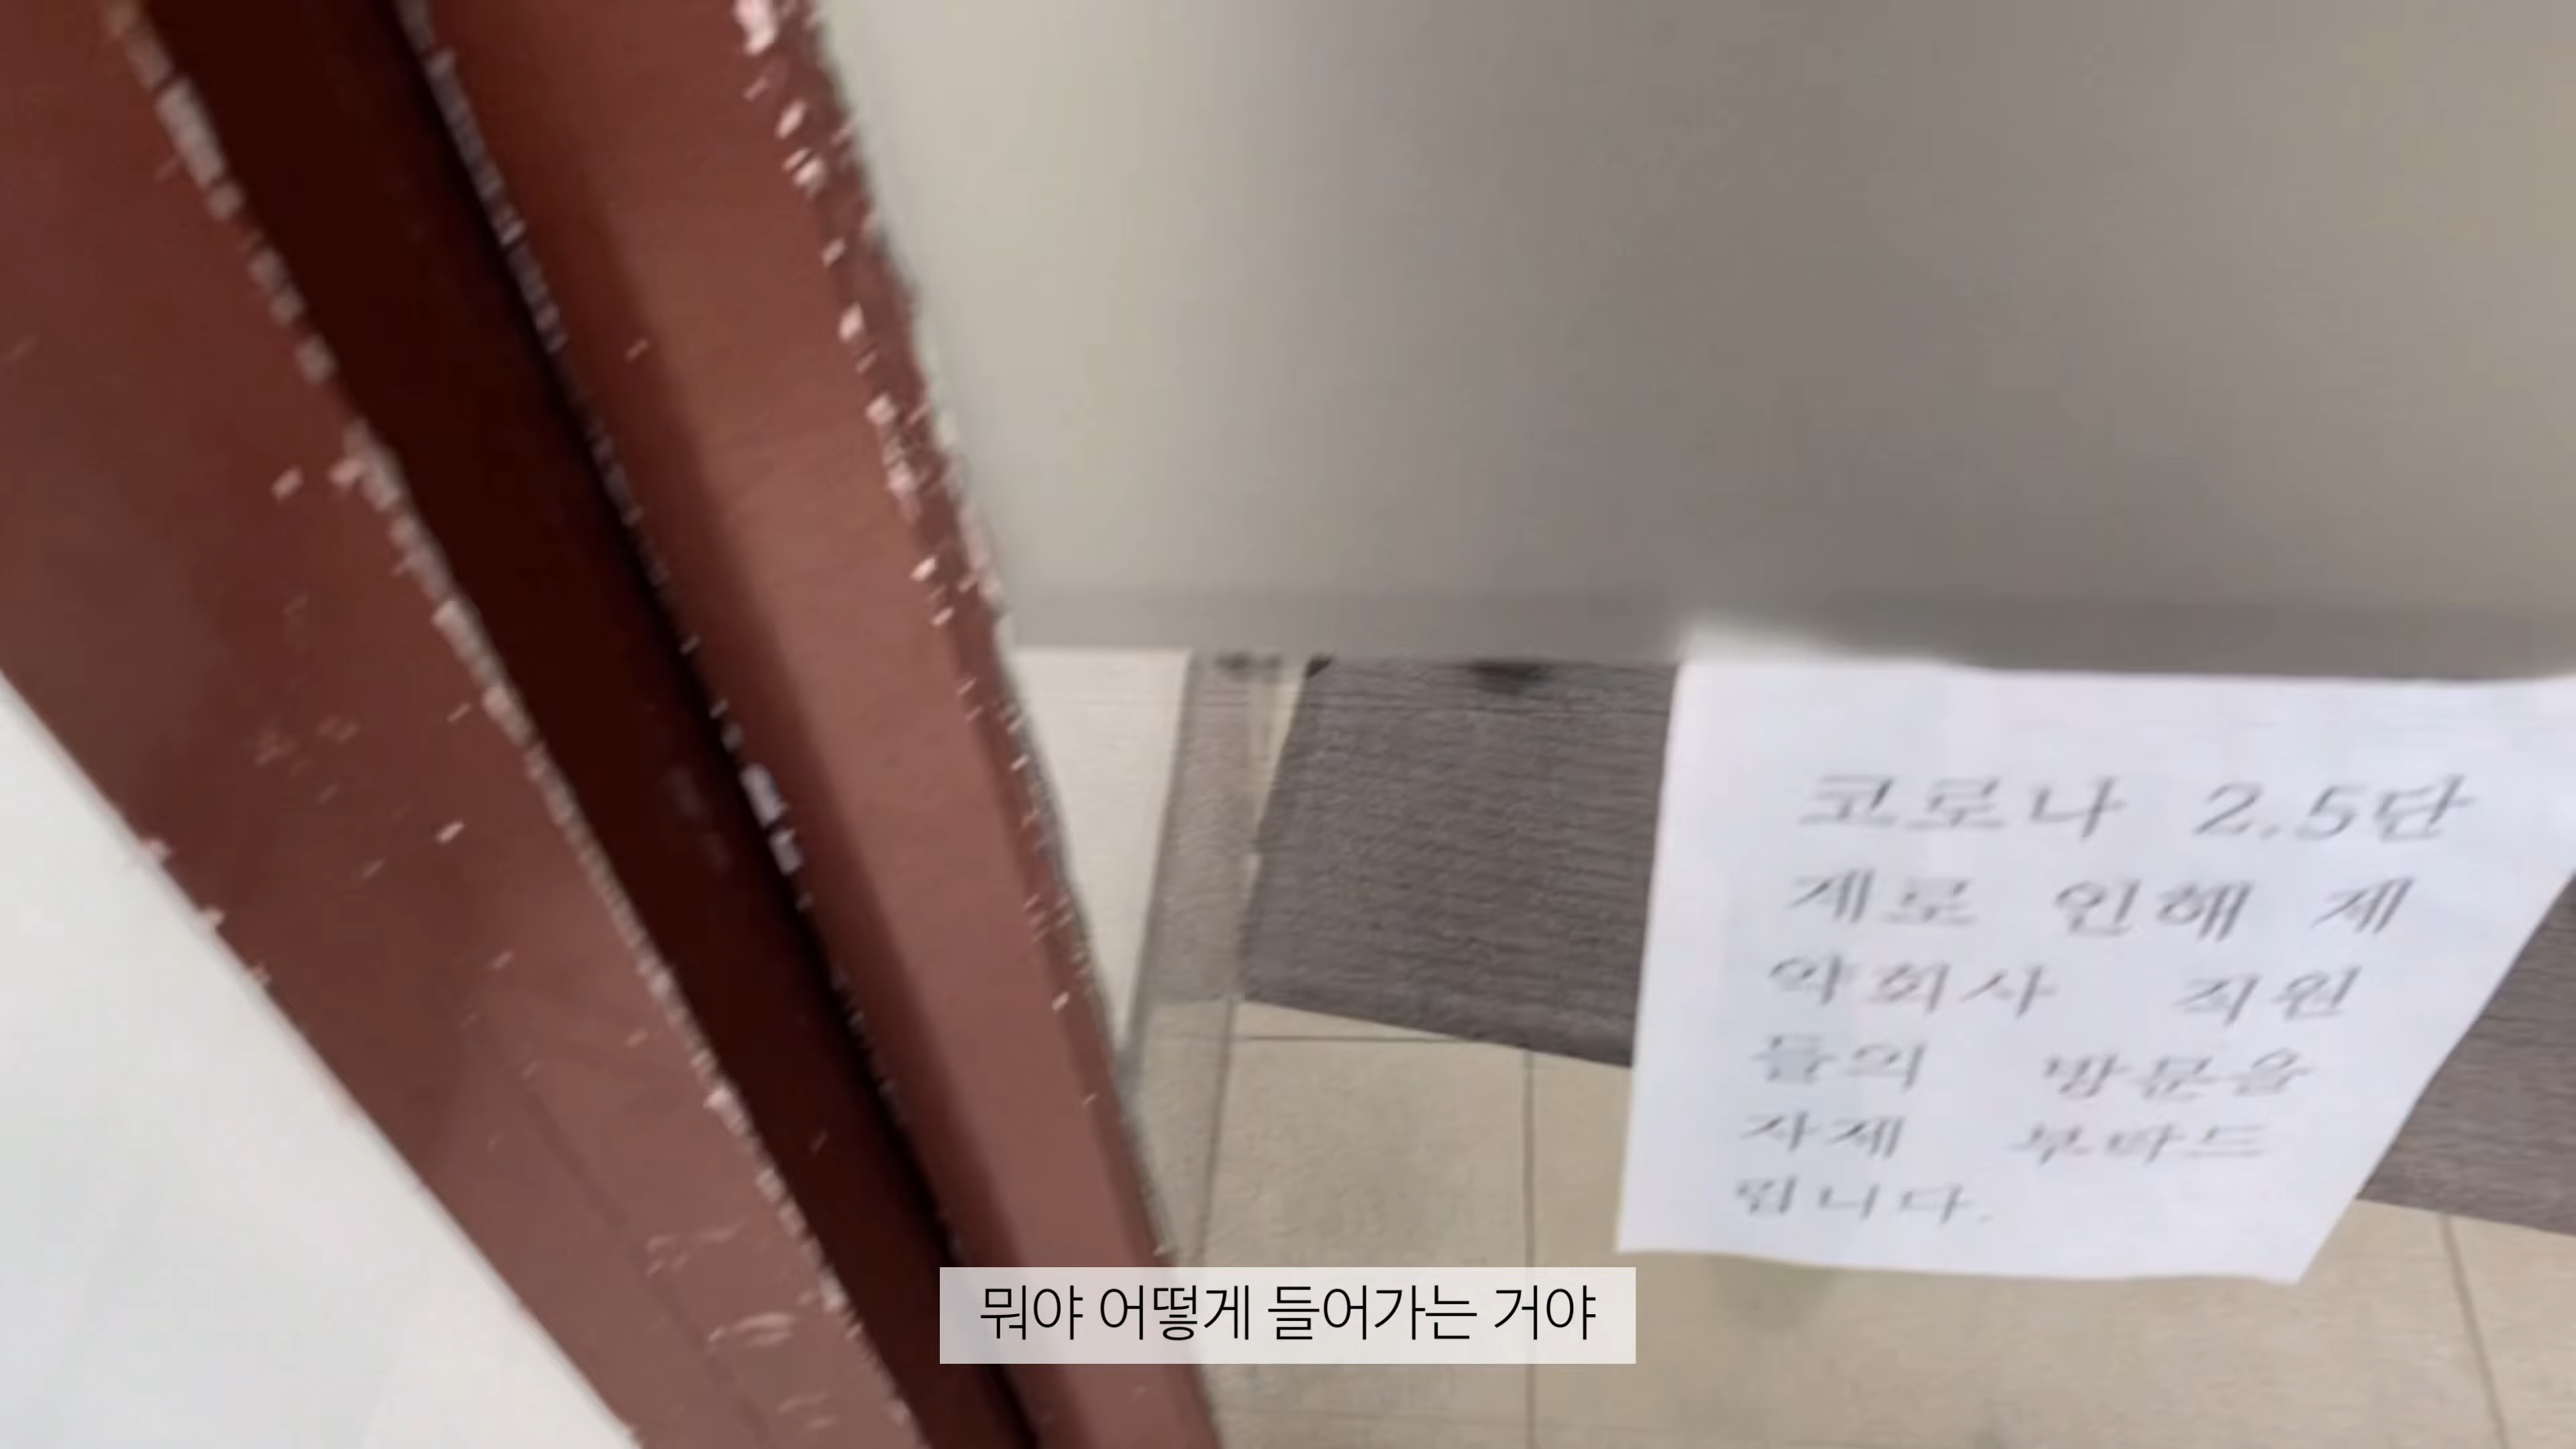 코로나 2.5단
계로 인해 제
약회사 직원
들의 방문을
자제 부탁드
립니다.
뭐야 어떻게 들어가는 거야